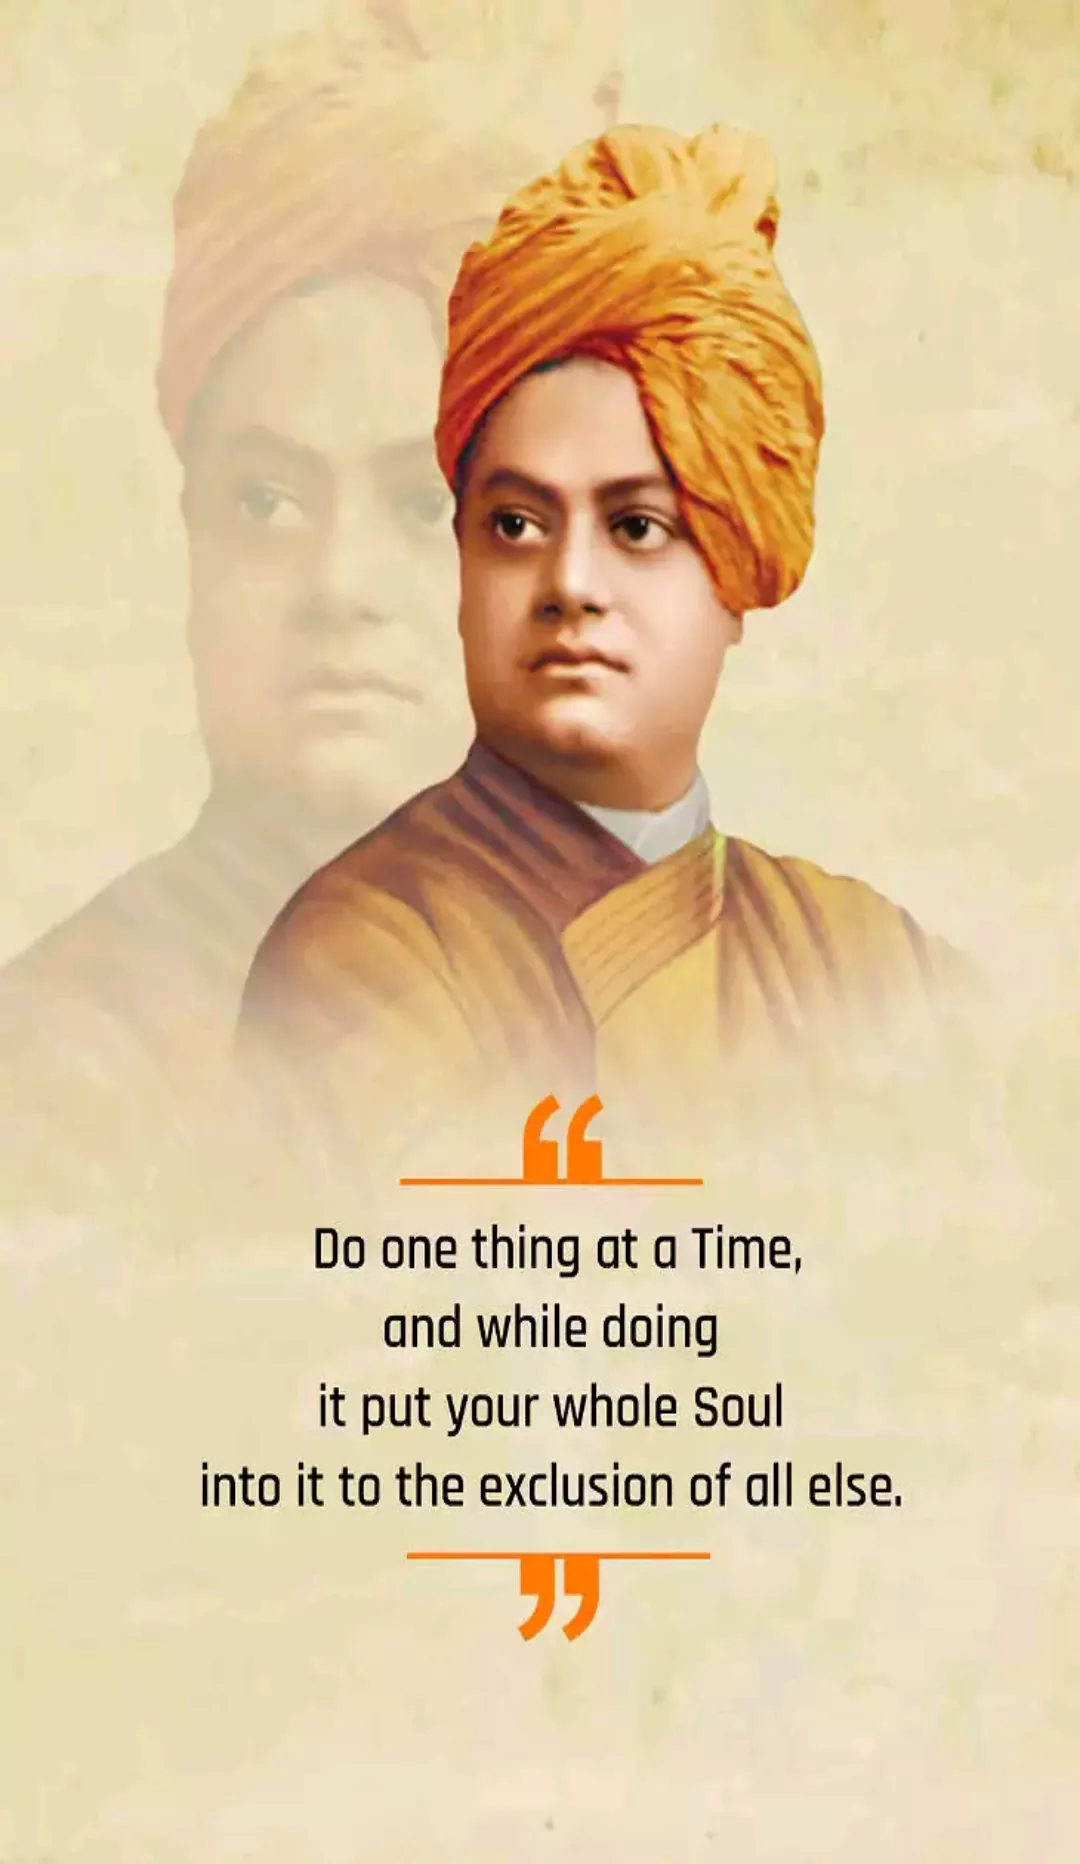 “
Do one thing at a Time,
and while doing
it put your whole Soul
into it to the exclusion of all else.
”